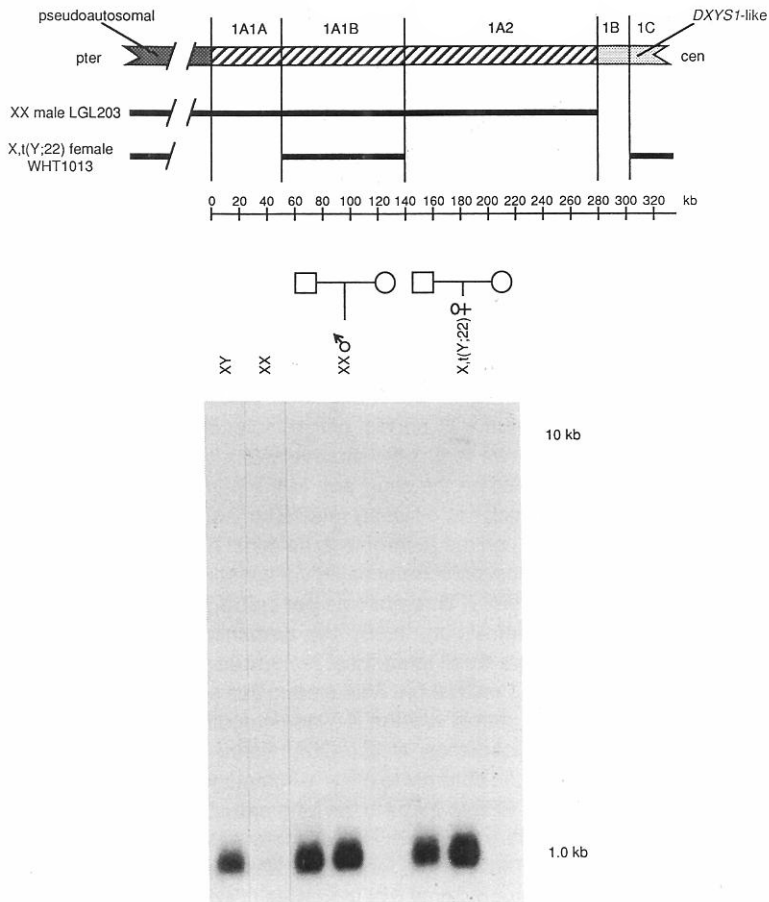 pseudoautosomal 1A1A 1A1B 1A2 1B 1C DXYS1-like
pter cen
XX male LGL203
X,t(Y;22) female
WHT1013
0 20 40 60 80 100 120 140 160 180 200 220 240 260 280 300 320 kb
XY XX XX♂ X,t(Y;22)♀
10 kb
1.0 kb